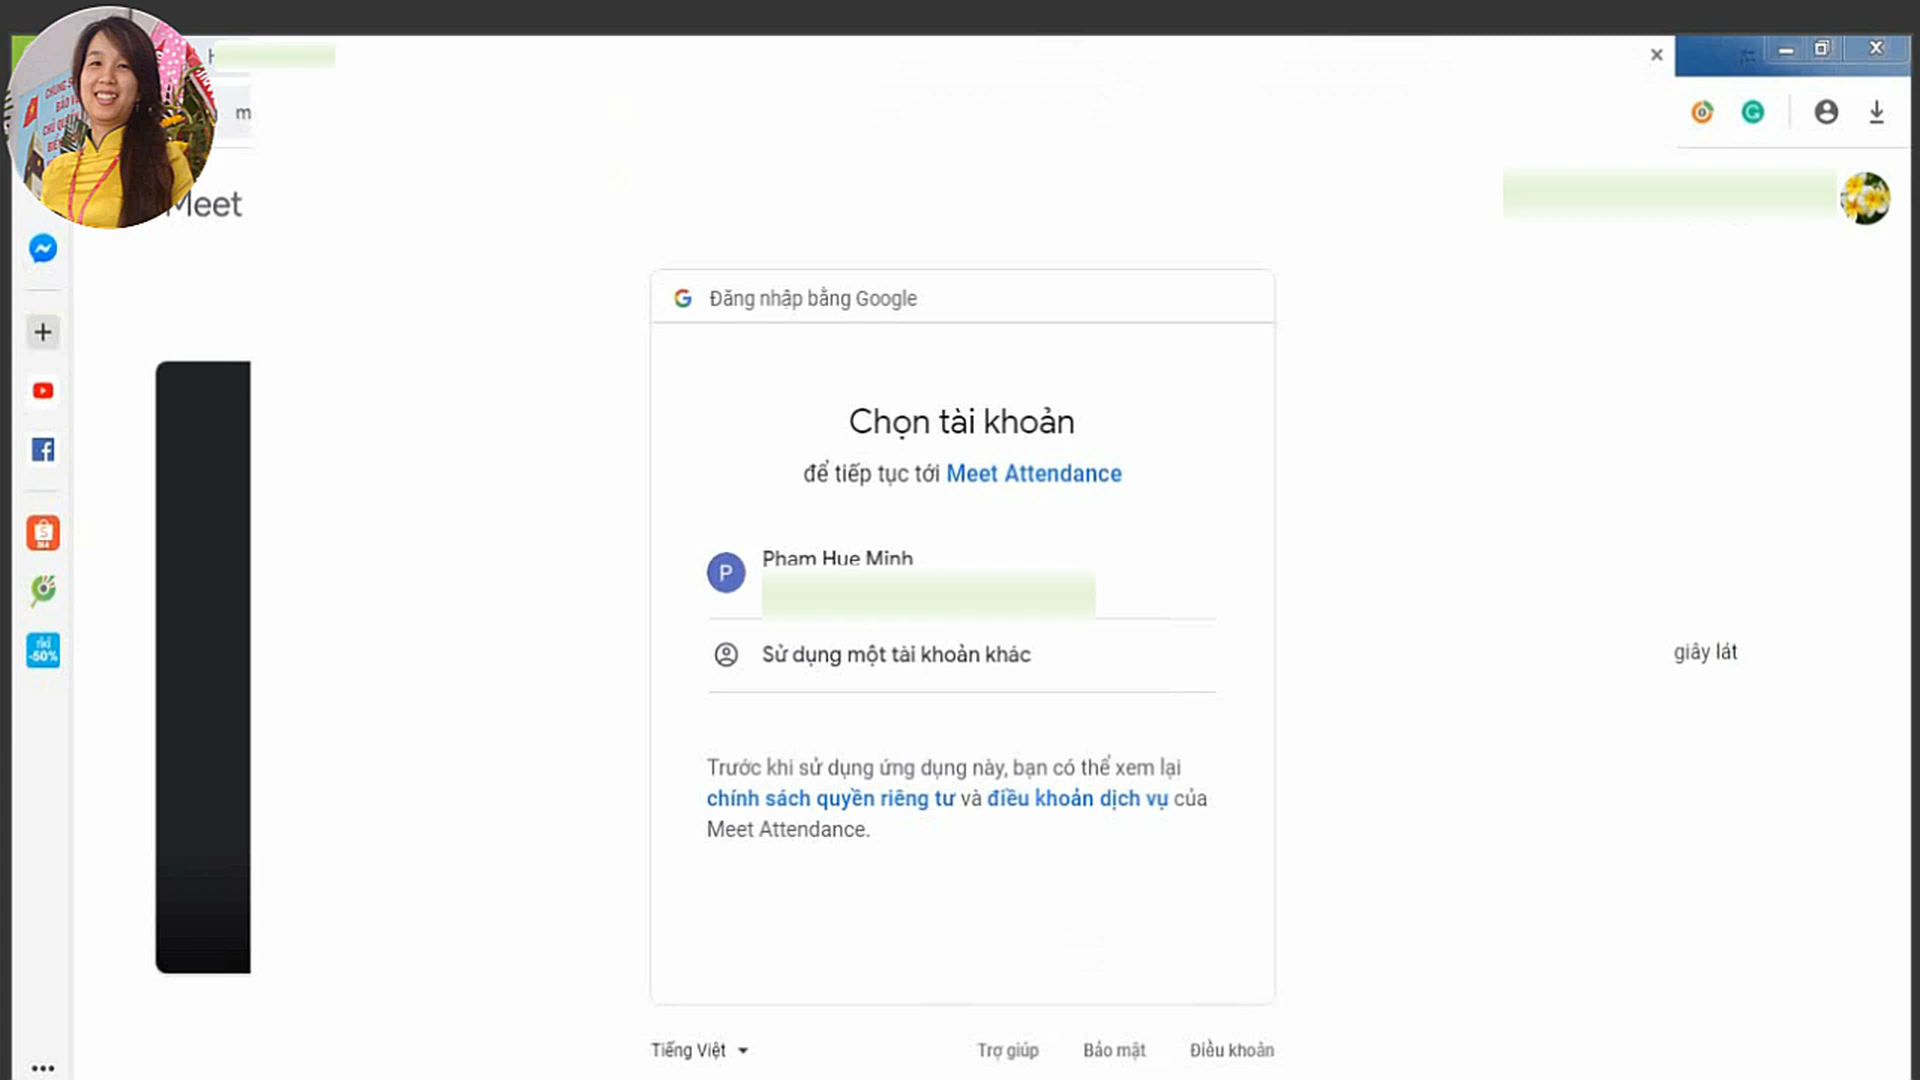 Meet
Đăng nhập bằng Google
Chọn tài khoản
để tiếp tục tới Meet Attendance
P
Pham Hue Minh
Sử dụng một tài khoản khác
giây lát
Trước khi sử dụng ứng dụng này, bạn có thể xem lại
chính sách quyền riêng tư và điều khoản dịch vụ của
Meet Attendance.
-50%
Tiếng Việt
Trợ giúp
Bảo mật
Điều khoản